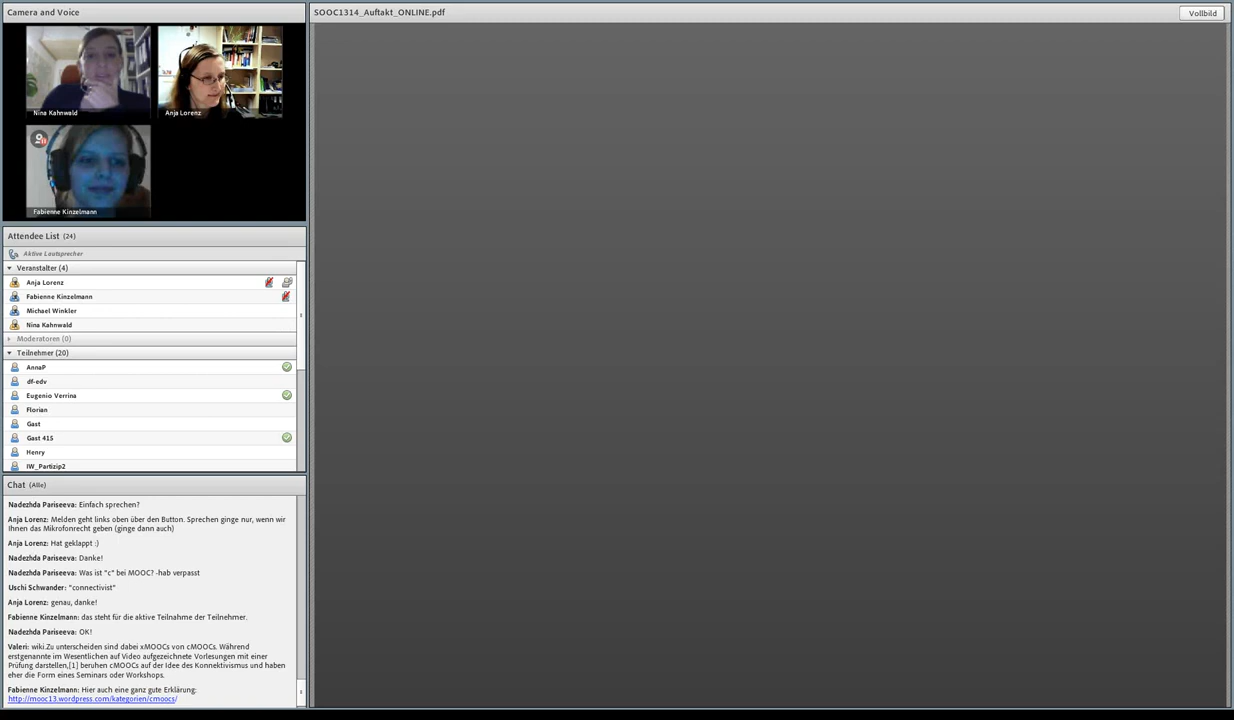 Camera and Voice
Nina Kahnwald
Anja Lorenz
Fabienne Kinzelmann
Attendee List (24)
Aktive Lautsprecher
Veranstalter (4)
Anja Lorenz
Fabienne Kinzelmann
Michael Winkler
Nina Kahnwald
Moderatoren (0)
Teilnehmer (20)
AnnaP
df-edv
Eugenio Verrina
Florian
Gast
Gast 415
Henry
IW_Partizip2
Chat (Alle)
Nadezhda Pariseeva: Einfach sprechen?
Anja Lorenz: Melden geht links oben über den Button. Sprechen ginge nur, wenn wir
Ihnen das Mikrofonrecht geben (ginge dann auch)
Anja Lorenz: Hat geklappt :)
Nadezhda Pariseeva: Danke!
Nadezhda Pariseeva: Was ist "c" bei MOOC? -hab verpasst
Uschi Schwander: "connectivist"
Anja Lorenz: genau, danke!
Fabienne Kinzelmann: das steht für die aktive Teilnahme der Teilnehmer.
Nadezhda Pariseeva: OK!
Valeri: wiki.Zu unterscheiden sind dabei xMOOCs von cMOOCs. Während
erstgenannte im Wesentlichen auf Video aufgezeichnete Vorlesungen mit einer
Prüfung darstellen,[1] beruhen cMOOCs auf der Idee des Konnektivismus und haben
eher die Form eines Seminars oder Workshops.
Fabienne Kinzelmann: Hier auch eine ganz gute Erklärung:
http://mooc13.wordpress.com/kategorien/cmoocs/
SOOC1314_Auftakt_ONLINE.pdf
Vollbild